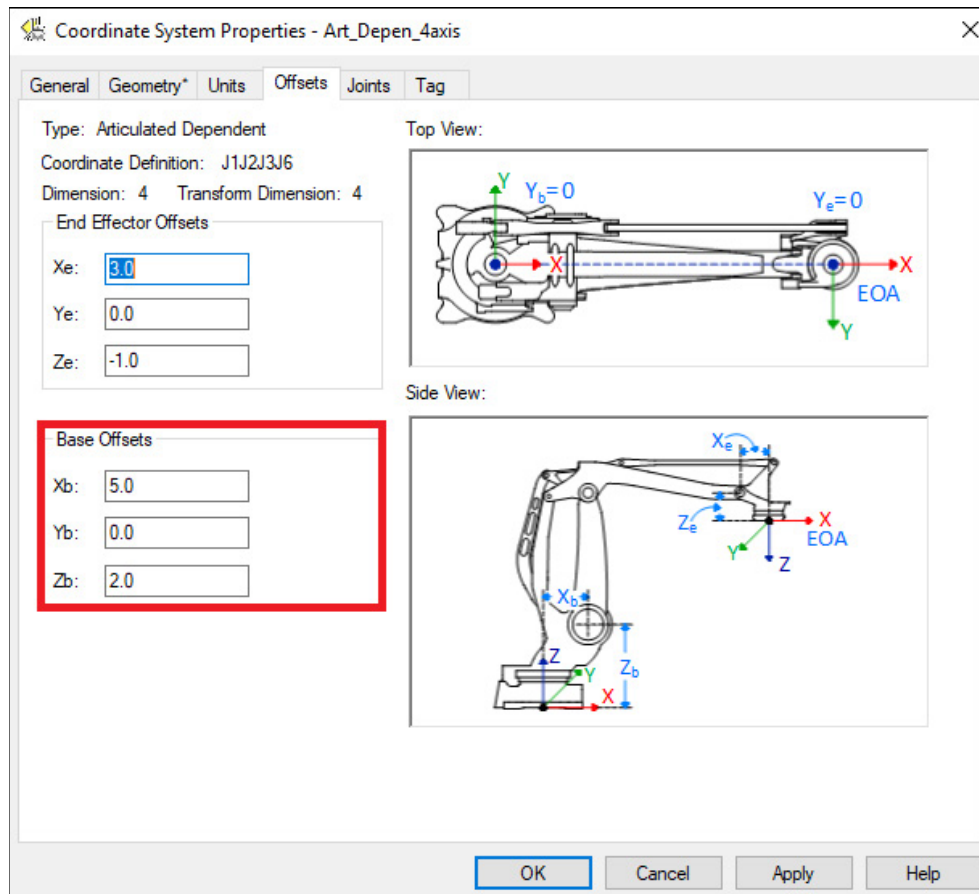 Coordinate System Properties - Art_Depen_4axis
General Geometry* Units Offsets Joints Tag
Type: Articulated Dependent
Coordinate Definition: J1J2J3J6
Dimension: 4 Transform Dimension: 4
End Effector Offsets
Xe: 3.0
Ye: 0.0
Ze: -1.0
Base Offsets
Xb: 5.0
Yb: 0.0
Zb: 2.0
Top View:
Y Yb=0 Ye=0
X X
EOA
Y
Side View:
Xe
Ze X
EOA
Y Z
Xb
Z Y Zb
X
OK Cancel Apply Help